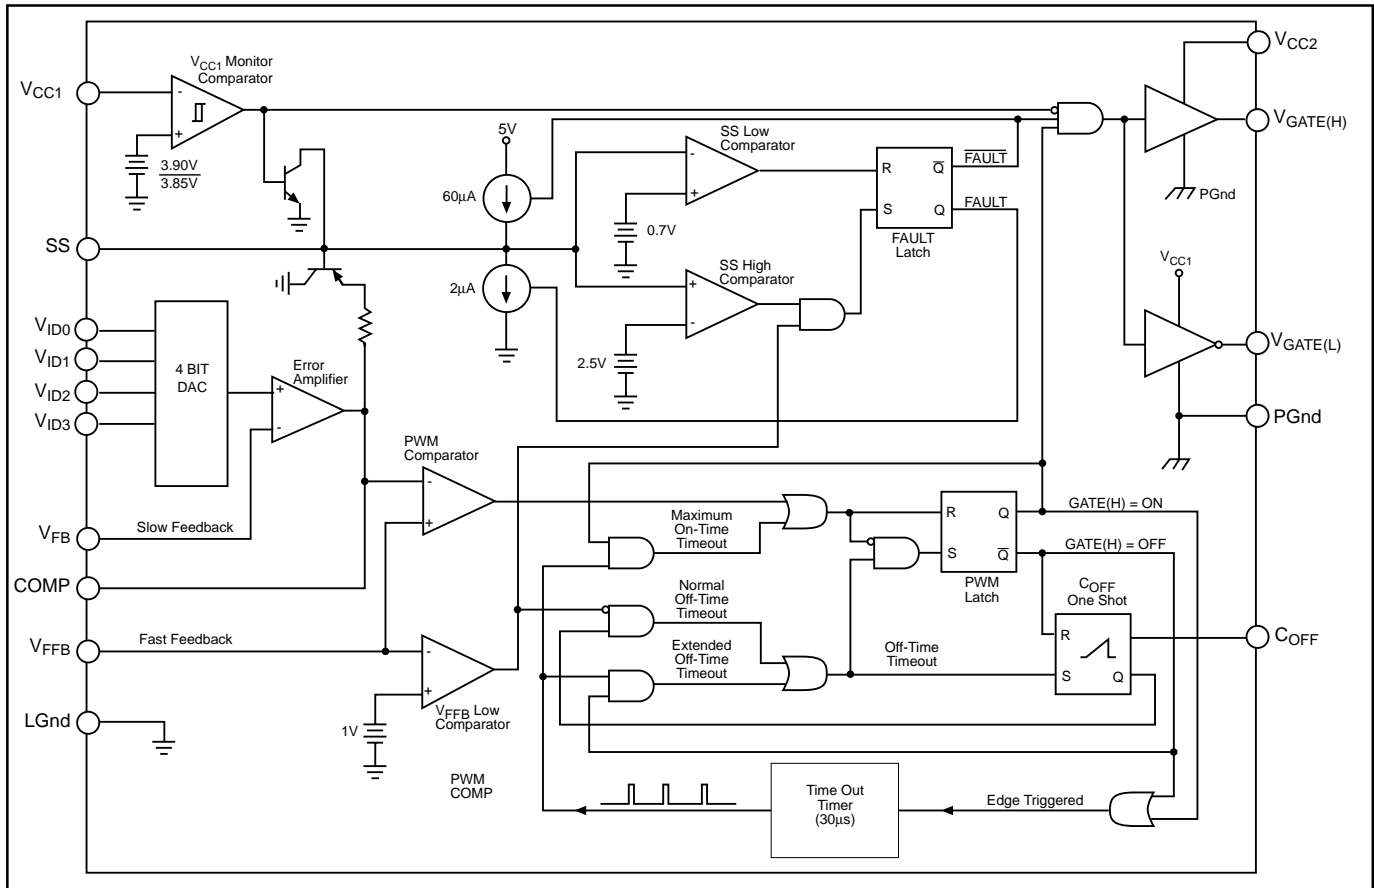 VCC1 Monitor
Comparator
VCC1
-
+
3.90V
3.85V
5V
60μA
SS Low
Comparator
-
+
0.7V
R
Q̅
S
Q
FAULT
Latch
F̅A̅U̅L̅T̅
FAULT
VCC2
VGATE(H)
PGnd
SS
2μA
SS High
Comparator
+
-
2.5V
VCC1
VGATE(L)
PGnd
VID0
VID1
VID2
VID3
4 BIT
DAC
Error
Amplifier
+
-
PWM
Comparator
-
+
VFB
Slow Feedback
COMP
VFFB
Fast Feedback
LGnd
-
+
VFFB Low
Comparator
1V
PWM
COMP
Maximum
On-Time
Timeout
Normal
Off-Time
Timeout
Extended
Off-Time
Timeout
Off-Time
Timeout
R
Q
S
Q̅
PWM
Latch
GATE(H) = ON
GATE(H) = OFF
COFF
One Shot
R
S
Q
COFF
Time Out
Timer
(30μs)
Edge Triggered